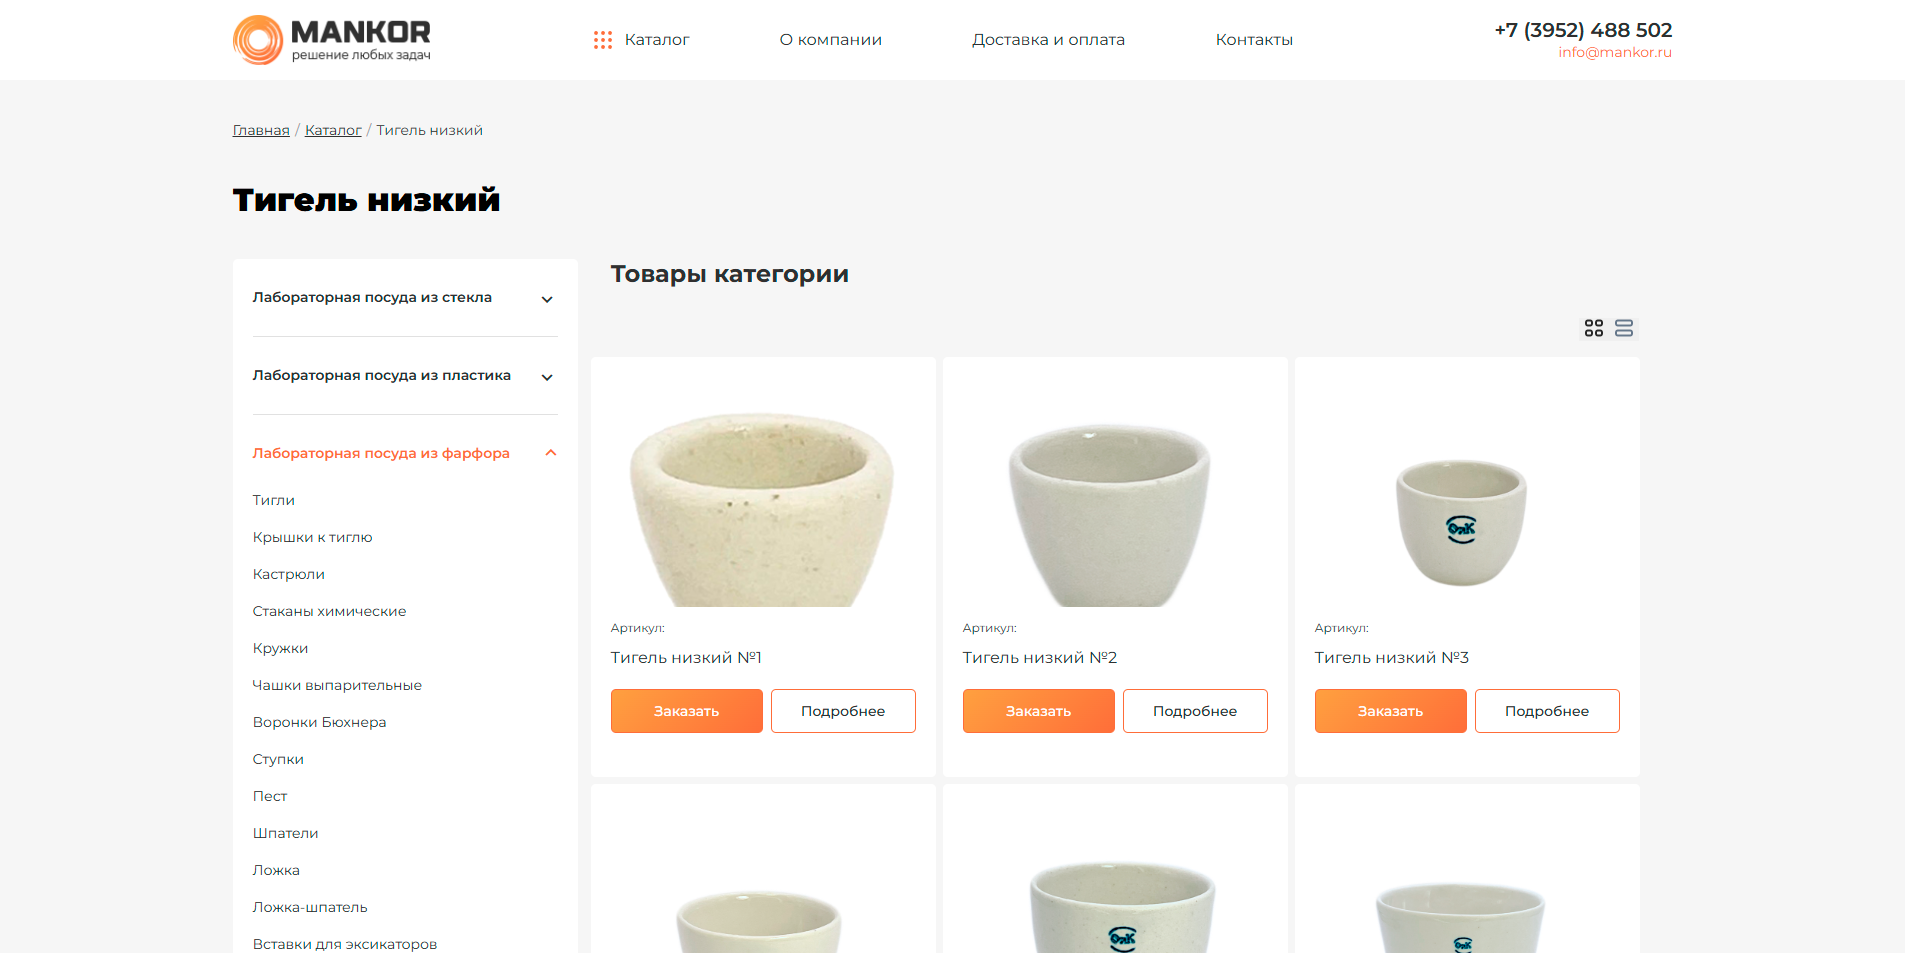 MANKOR
решение любых задач
Каталог
О компании
Доставка и оплата
Контакты
+7 (3952) 488 502
info@mankor.ru
Главная / Каталог / Тигель низкий
Тигель низкий
Лабораторная посуда из стекла
Лабораторная посуда из пластика
Лабораторная посуда из фарфора
Тигли
Крышки к тиглю
Кастрюли
Стаканы химические
Кружки
Чашки выпарительные
Воронки Бюхнера
Ступки
Пест
Шпатели
Ложка
Ложка-шпатель
Вставки для эксикаторов
Товары категории
Артикул:
Тигель низкий №1
Заказать
Подробнее
Артикул:
Тигель низкий №2
Заказать
Подробнее
ОлК
Артикул:
Тигель низкий №3
Заказать
Подробнее
ОлК
ОлК